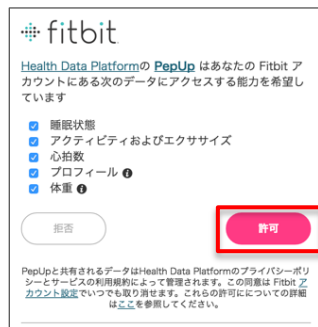 fitbit
Health Data Platformの PepUp はあなたの Fitbit ア
カウントにある次のデータにアクセスする能力を希望し
ています
睡眠状態
アクティビティおよびエクササイズ
心拍数
プロフィール
体重
拒否
許可
PepUpと共有されるデータはHealth Data Platformのプライバシーポリ
シーとサービスの利用規約によって管理されます。この同意は Fitbit ア
カウント設定でいつでも取り消せます。これらの許可にについての詳細
はここを参照してください。